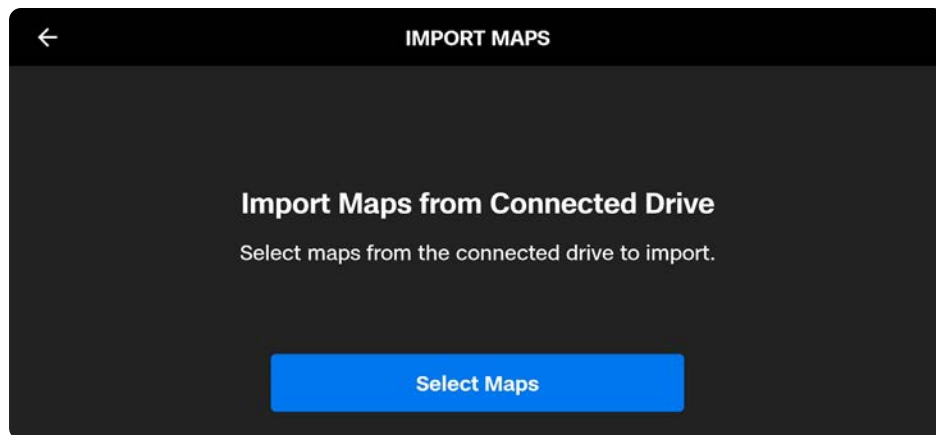 IMPORT MAPS
Import Maps from Connected Drive
Select maps from the connected drive to import.
Select Maps